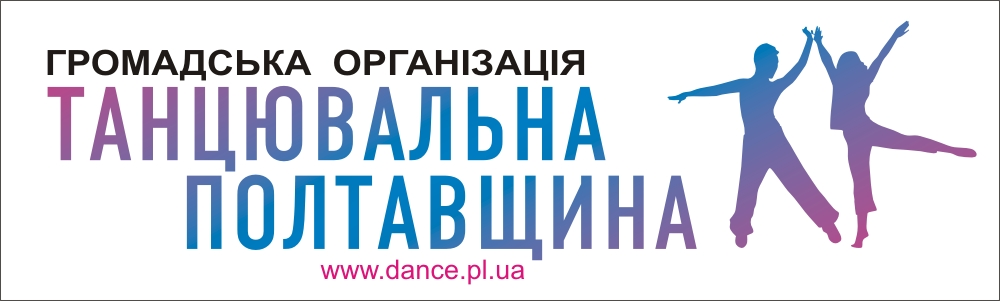 ГРОМАДСЬКА ОРГАНІЗАЦІЯ
ТАНЦЮВАЛЬНА
ПОЛТАВЩИНА
www.dance.pl.ua